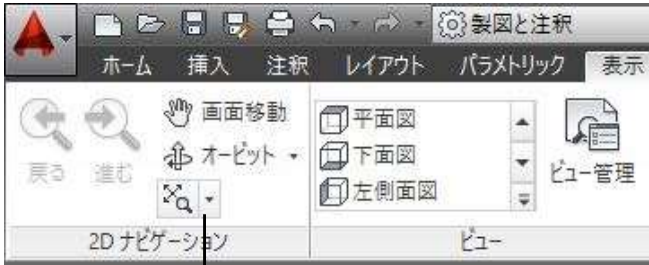 製図と注釈
ホーム 挿入 注釈 レイアウト パラメトリック 表示
戻る 進む
画面移動
オービット
2D ナビゲーション
平面図
下面図
左側面図
ビュー管理
ビュー